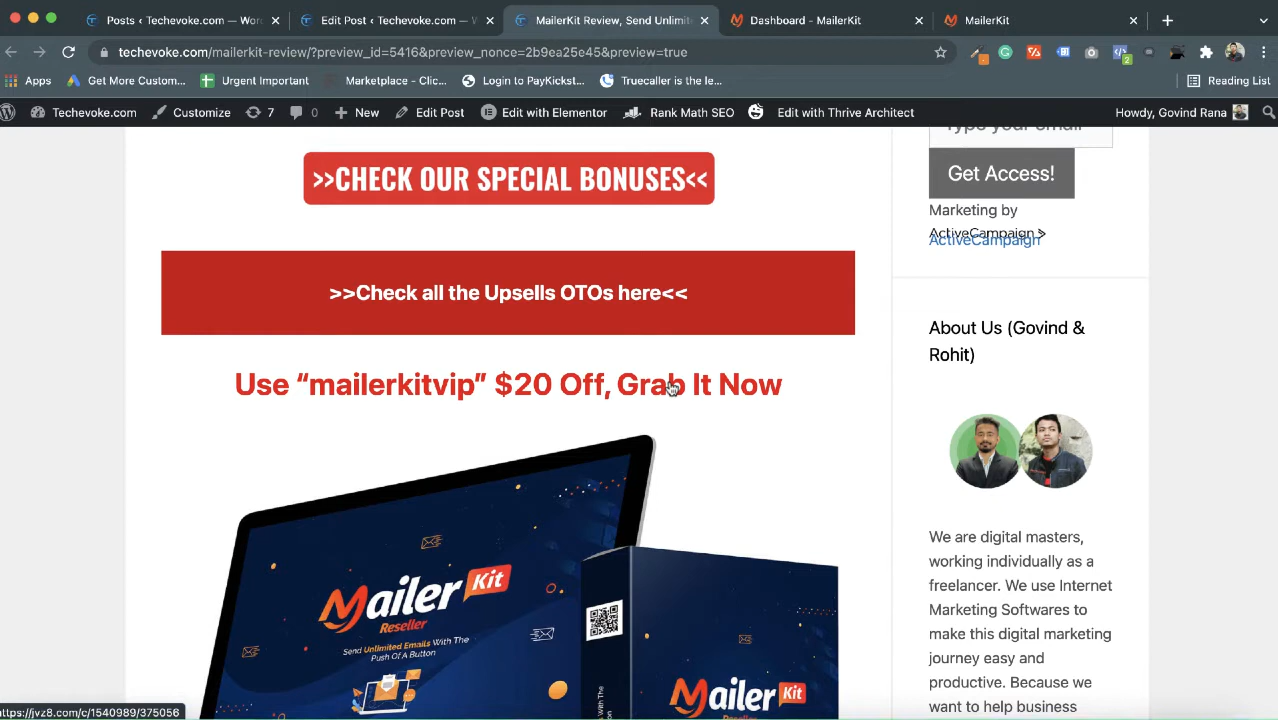 Posts ‹ Techevoke.com — Wor
Edit Post ‹ Techevoke.com — W
MailerKit Review, Send Unlimit
Dashboard - MailerKit
MailerKit
techevoke.com/mailerkit-review/?preview_id=5416&preview_nonce=2b9ea25e45&preview=true
Apps
Get More Custom...
Urgent Important
Marketplace - Clic...
Login to PayKickst...
Truecaller is the le...
Reading List
Techevoke.com
Customize
7
0
New
Edit Post
Edit with Elementor
Rank Math SEO
Edit with Thrive Architect
Howdy, Govind Rana
Type your email
>>CHECK OUR SPECIAL BONUSES<<
Get Access!
Marketing by
ActiveCampaign >
ActiveCampaign
>>Check all the Upsells OTOs here<<
Use “mailerkitvip” $20 Off, Grab It Now
About Us (Govind &
Rohit)
Mailer Kit
Reseller
Send Unlimited Emails With The
Push Of A Button
Mailer Kit
We are digital masters,
working individually as a
freelancer. We use Internet
Marketing Softwares to
make this digital marketing
journey easy and
productive. Because we
want to help business